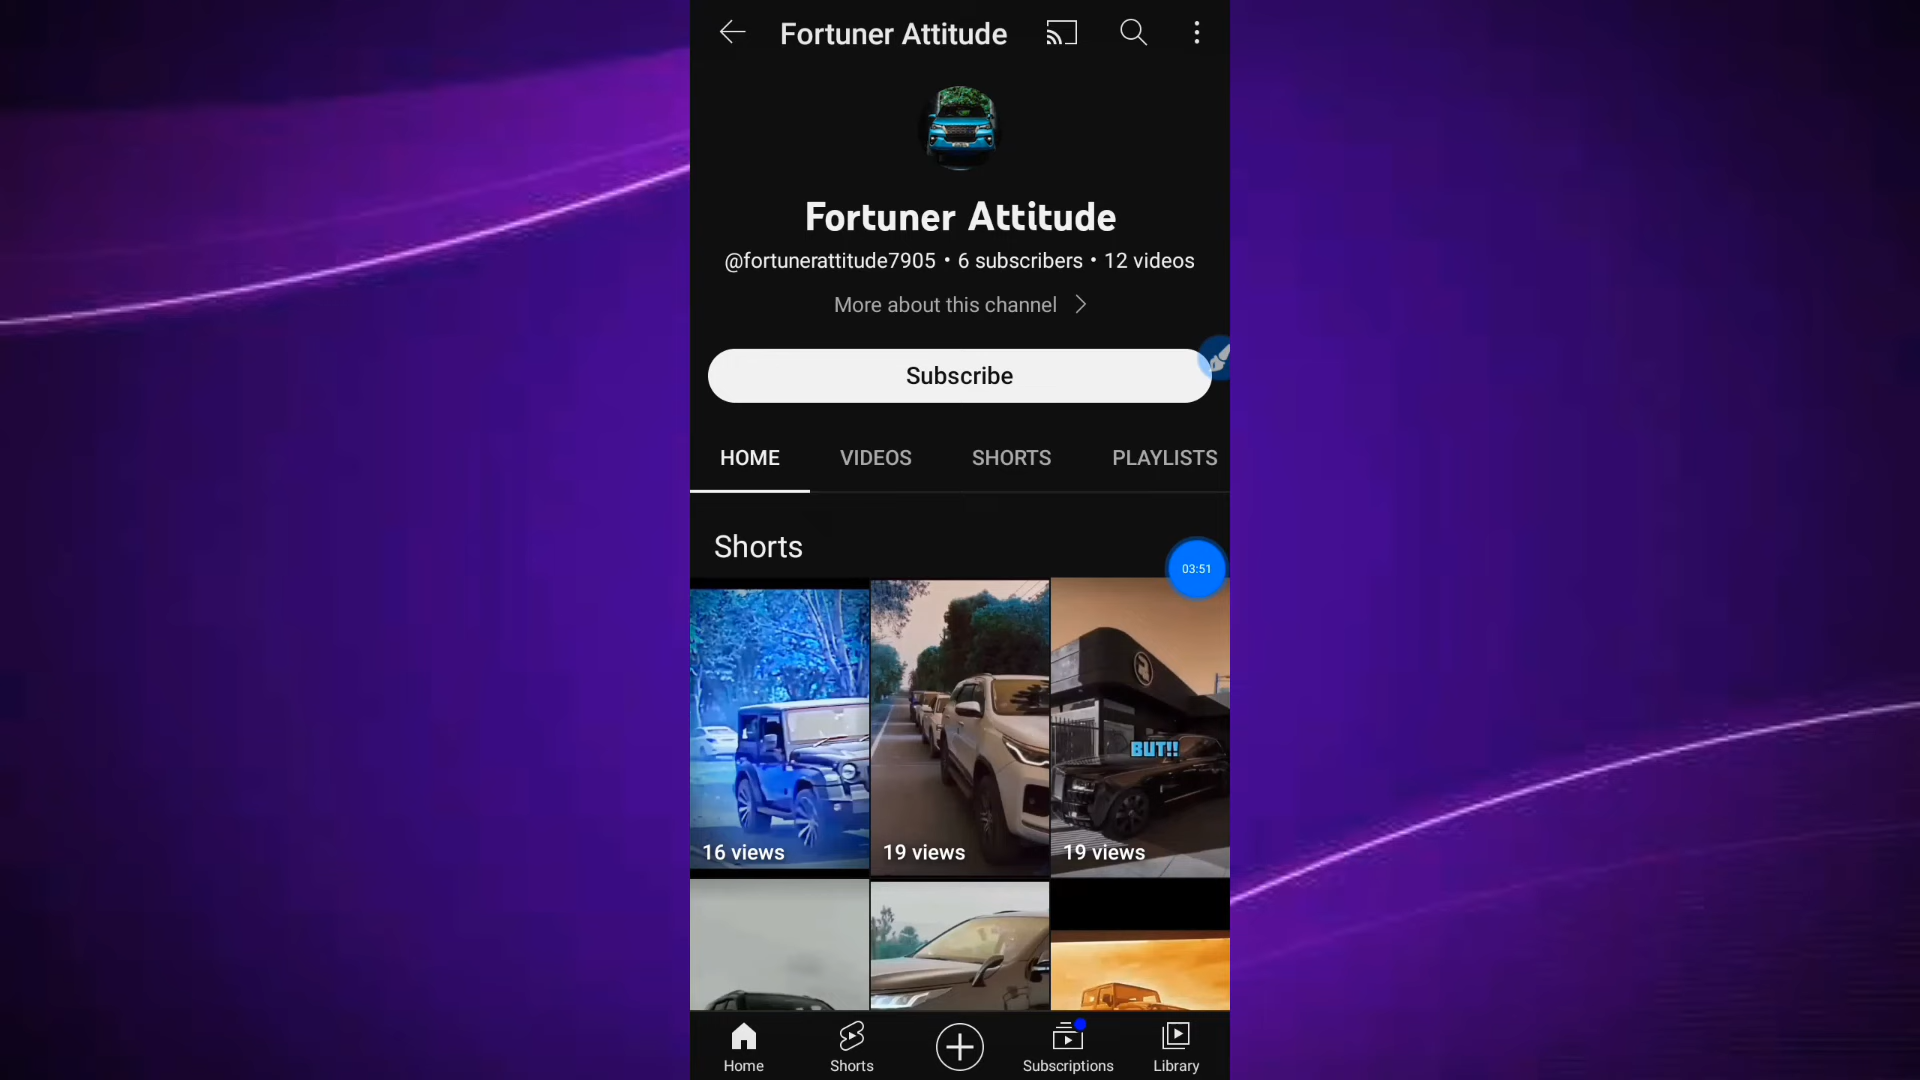 Fortuner Attitude
Fortuner Attitude
@fortunerattitude7905 • 6 subscribers • 12 videos
More about this channel
Subscribe
HOME VIDEOS SHORTS PLAYLISTS
Shorts
03:51
BUT!!
16 views 19 views 19 views
Home Shorts Subscriptions Library